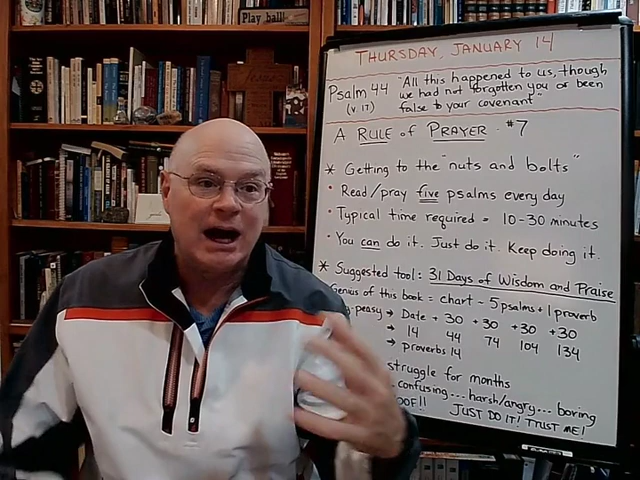 Play ball!
THURSDAY, JANUARY 14
Psalm 44 "All this happened to us, though
(v 17) we had not forgotten you or been
false to your covenant"
A RULE of PRAYER #7
* Getting to the "nuts and bolts"
• Read/pray five psalms every day
• Typical time required = 10-30 minutes
• You can do it. Just do it. Keep doing it.
* Suggested tool: 31 Days of Wisdom and Praise
Genius of this book = chart - 5 psalms + 1 proverb
peasy → Date + 30 + 30 + 30 + 30
→ 14 44 74 104 134
→ proverbs 14
struggle for months
confusing... harsh/angry... boring
OOF!! JUST DO IT! TRUST ME!